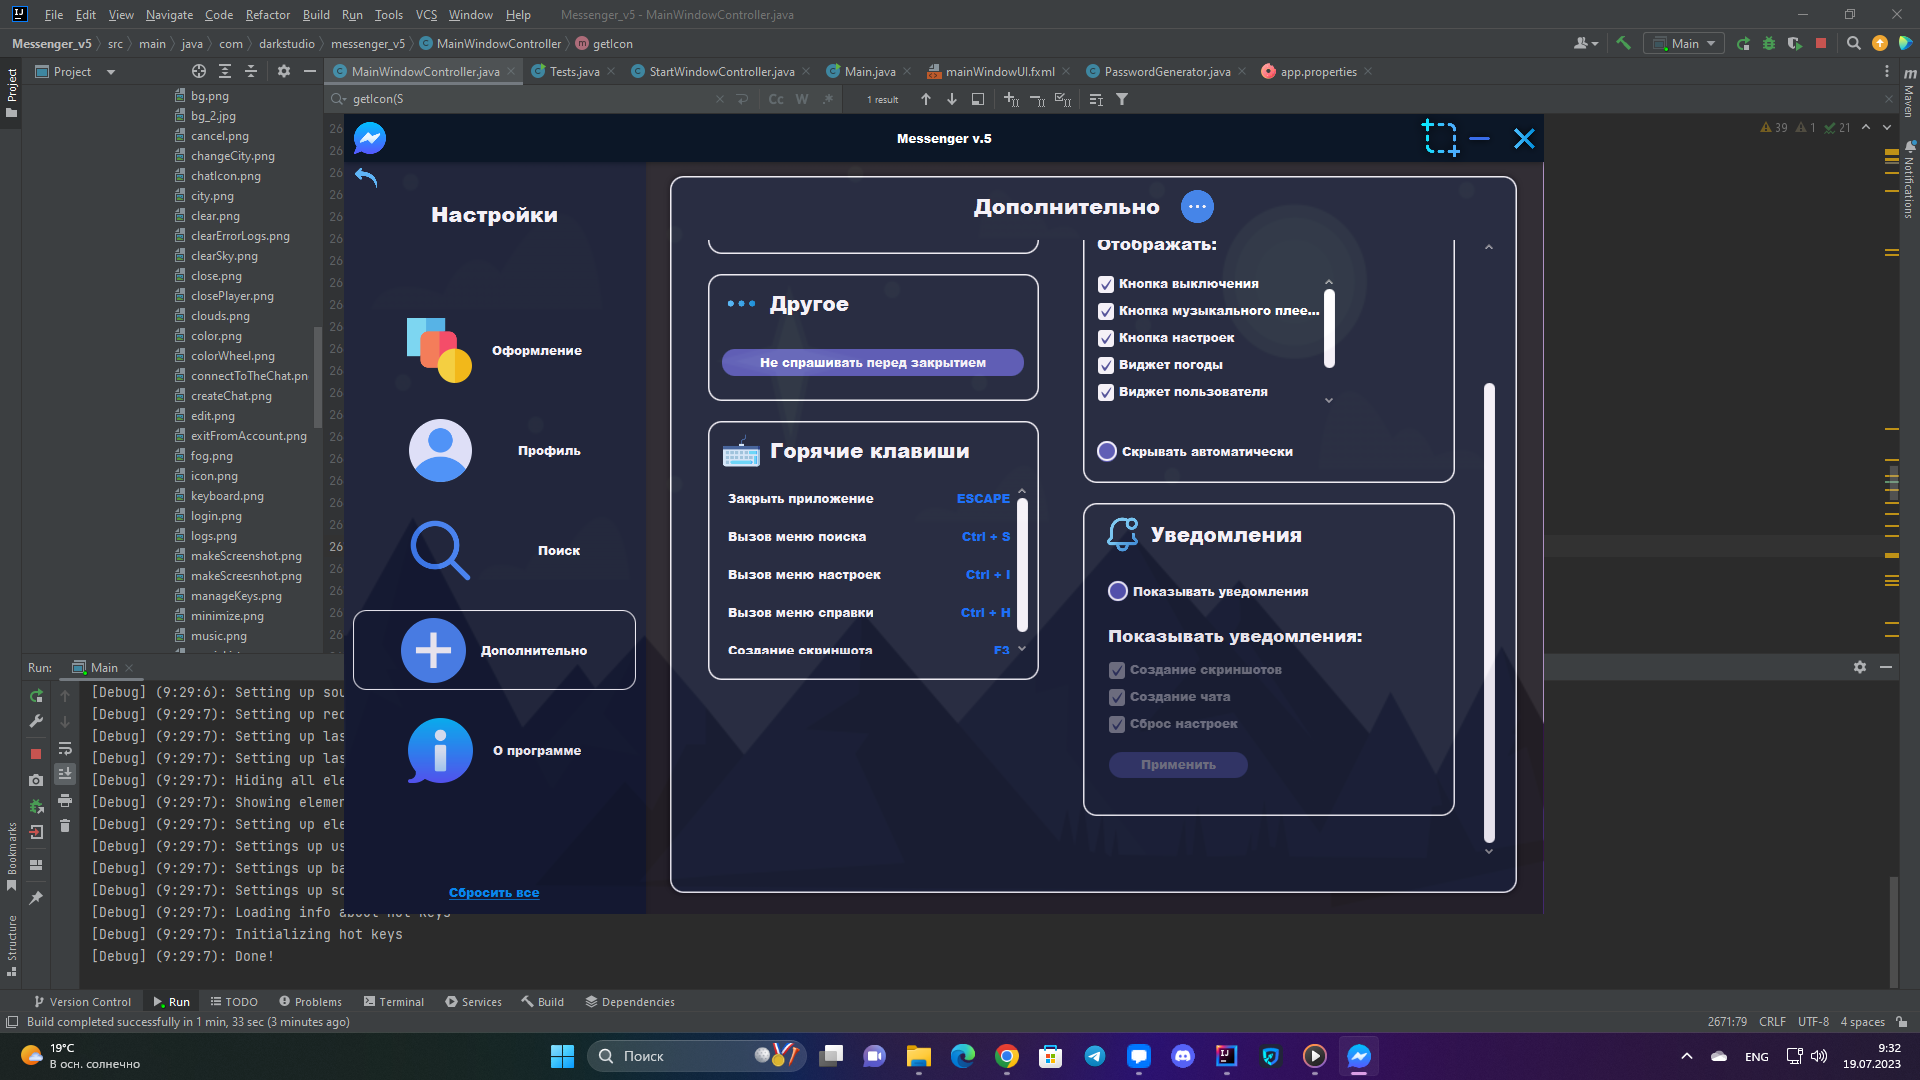 File Edit View Navigate Code Refactor Build Run Tools VCS Window Help Messenger_v5 - MainWindowController.java
Messenger_v5 src main java com darkstudio messenger_v5 MainWindowController getIcon Main
Project MainWindowController.java Tests.java StartWindowController.java Main.java mainWindowUI.fxml PasswordGenerator.java app.properties
getIcon(S Cc W .* 1 result
39 1 21
Project
Bookmarks
Structure
Maven
Notifications
bg.png
bg_2.jpg
cancel.png
changeCity.png
chatIcon.png
city.png
clear.png
clearErrorLogs.png
clearSky.png
close.png
closePlayer.png
clouds.png
color.png
colorWheel.png
connectToTheChat.pn
createChat.png
edit.png
exitFromAccount.png
fog.png
icon.png
keyboard.png
login.png
logs.png
makeScreenshot.png
makeScreesnhot.png
manageKeys.png
minimize.png
music.png
Messenger v.5
Настройки
Оформление
Профиль
Поиск
Дополнительно
О программе
Сбросить все
Дополнительно
Другое
Не спрашивать перед закрытием
Горячие клавиши
Закрыть приложение ESCAPE
Вызов меню поиска Ctrl + S
Вызов меню настроек Ctrl + I
Вызов меню справки Ctrl + H
Создание скриншота F3
Отображать:
Кнопка выключения
Кнопка музыкального плее...
Кнопка настроек
Виджет погоды
Виджет пользователя
Скрывать автоматически
Уведомления
Показывать уведомления
Показывать уведомления:
Создание скриншотов
Создание чата
Сброс настроек
Применить
Run: Main
[Debug] (9:29:6): Setting up sou
[Debug] (9:29:7): Setting up rec
[Debug] (9:29:7): Setting up las
[Debug] (9:29:7): Setting up las
[Debug] (9:29:7): Hiding all ele
[Debug] (9:29:7): Showing elemen
[Debug] (9:29:7): Setting up ele
[Debug] (9:29:7): Settings up us
[Debug] (9:29:7): Settings up ba
[Debug] (9:29:7): Settings up sc
[Debug] (9:29:7): Loading info about hot keys
[Debug] (9:29:7): Initializing hot keys
[Debug] (9:29:7): Done!
Version Control Run TODO Problems Terminal Services Build Dependencies
Build completed successfully in 1 min, 33 sec (3 minutes ago) 2671:79 CRLF UTF-8 4 spaces
19°C
В осн. солнечно
Поиск
ENG
9:32
19.07.2023